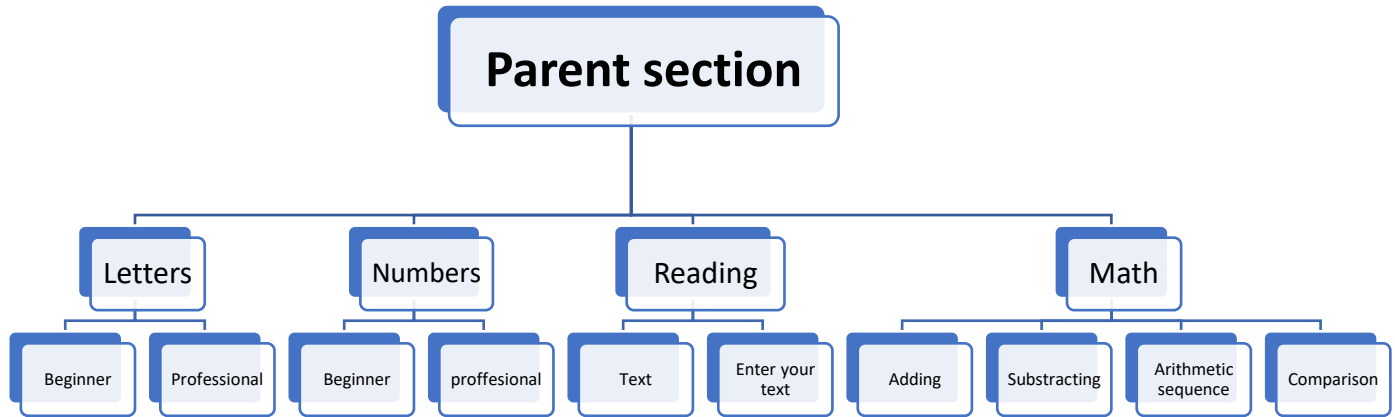 Parent section
Letters
Numbers
Reading
Math
Beginner
Professional
Beginner
proffesional
Text
Enter your
text
Adding
Substracting
Arithmetic
sequence
Comparison